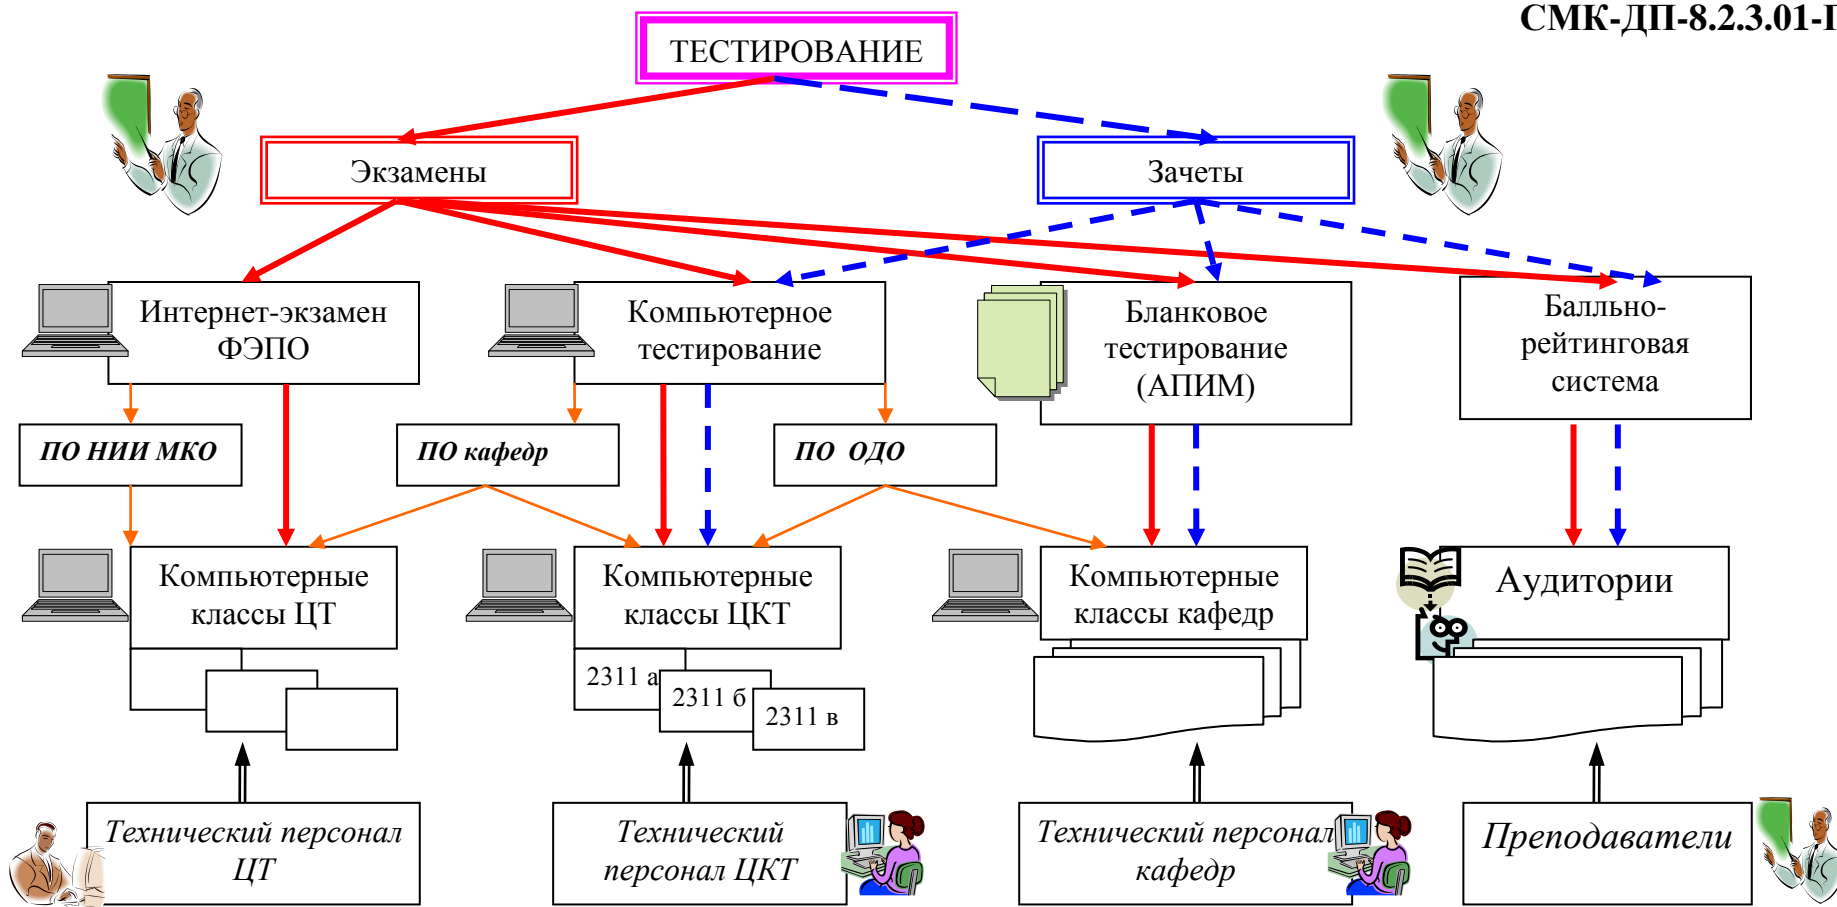 СМК-ДП-8.2.3.01-
ТЕСТИРОВАНИЕ
Экзамены
Зачеты
Интернет-экзамен
ФЭПО
Компьютерное
тестирование
Бланковое
тестирование
(АПИМ)
Балльно-
рейтинговая
система
ПО НИИ МКО
ПО кафедр
ПО ОДО
Компьютерные
классы ЦТ
Компьютерные
классы ЦКТ
Компьютерные
классы кафедр
Аудитории
2311 а
2311 б
2311 в
Технический персонал
ЦТ
Технический
персонал ЦКТ
Технический персонал
кафедр
Преподаватели